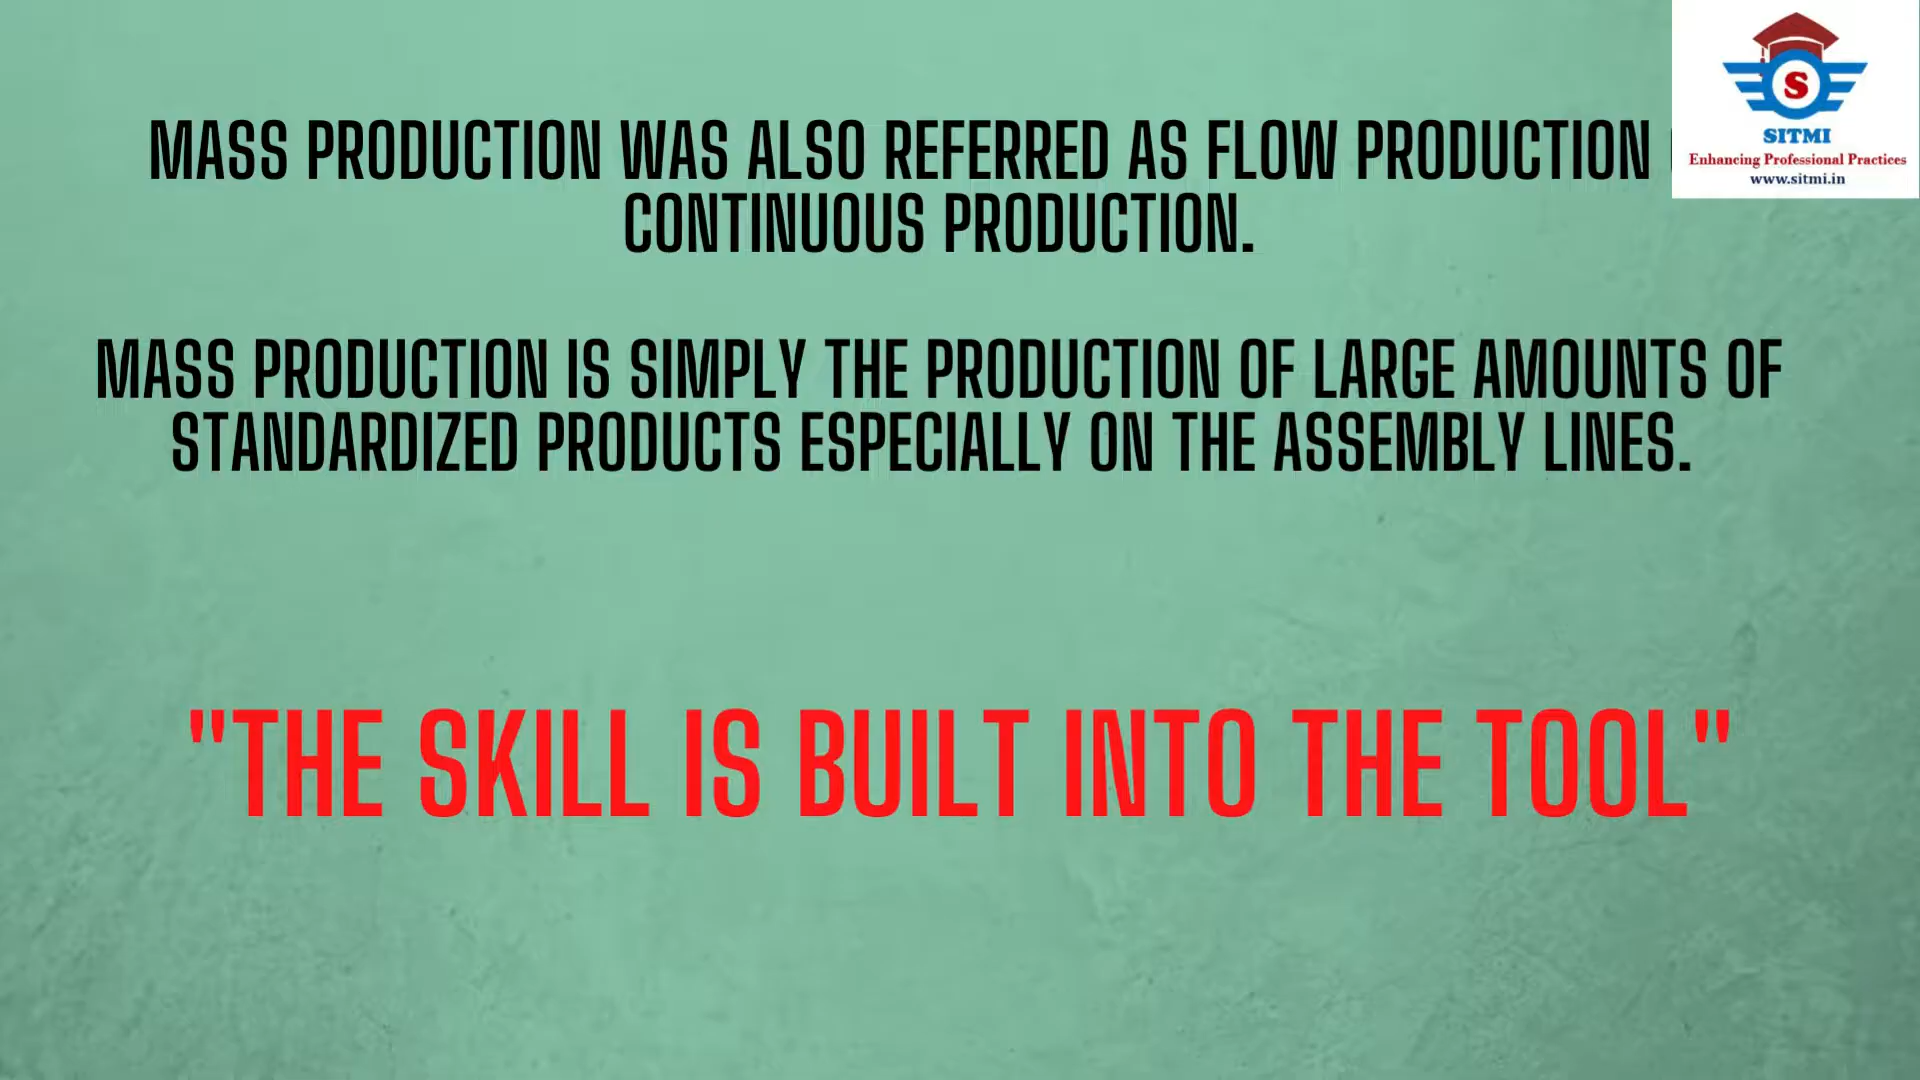 MASS PRODUCTION WAS ALSO REFERRED AS FLOW PRODUCTION
CONTINUOUS PRODUCTION.
MASS PRODUCTION IS SIMPLY THE PRODUCTION OF LARGE AMOUNTS OF
STANDARDIZED PRODUCTS ESPECIALLY ON THE ASSEMBLY LINES.
"THE SKILL IS BUILT INTO THE TOOL"
S
SITMI
Enhancing Professional Practices
www.sitmi.in